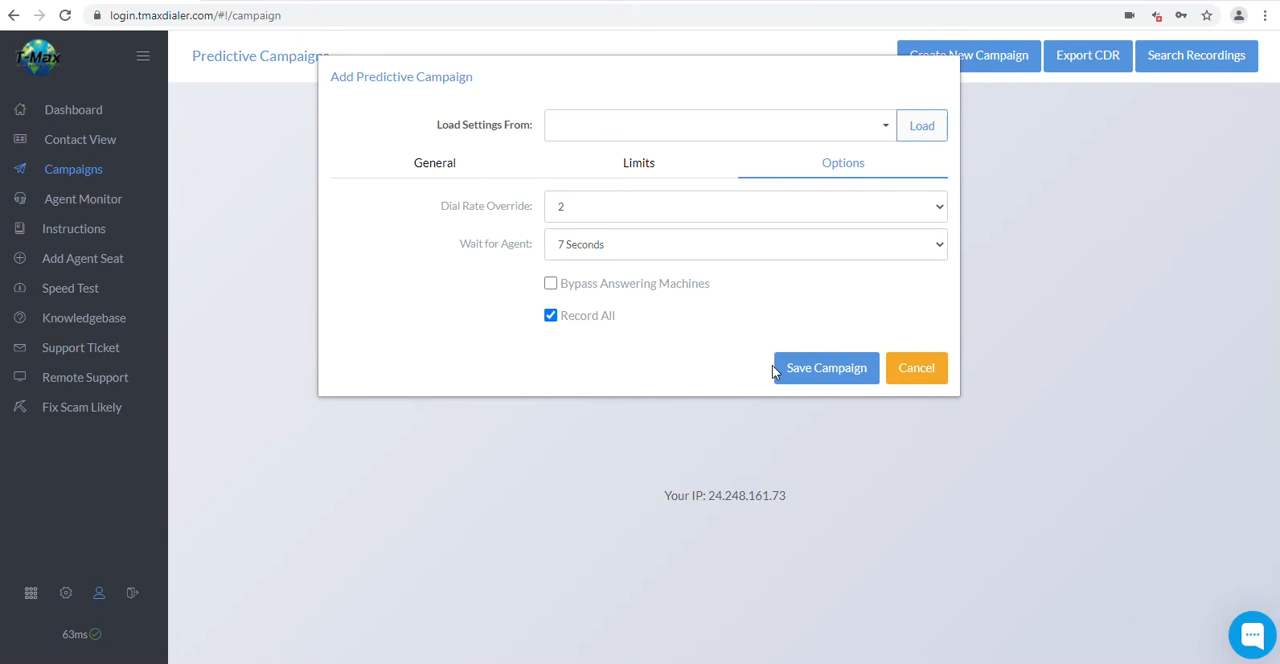 login.tmaxdialer.com/#!/campaign
T-Max
Predictive Campaigns
Create New Campaign
Export CDR
Search Recordings
Dashboard
Contact View
Campaigns
Agent Monitor
Instructions
Add Agent Seat
Speed Test
Knowledgebase
Support Ticket
Remote Support
Fix Scam Likely
63ms
Add Predictive Campaign
Load Settings From:
Load
General
Limits
Options
Dial Rate Override:
2
Wait for Agent:
7 Seconds
Bypass Answering Machines
Record All
Save Campaign
Cancel
Your IP: 24.248.161.73